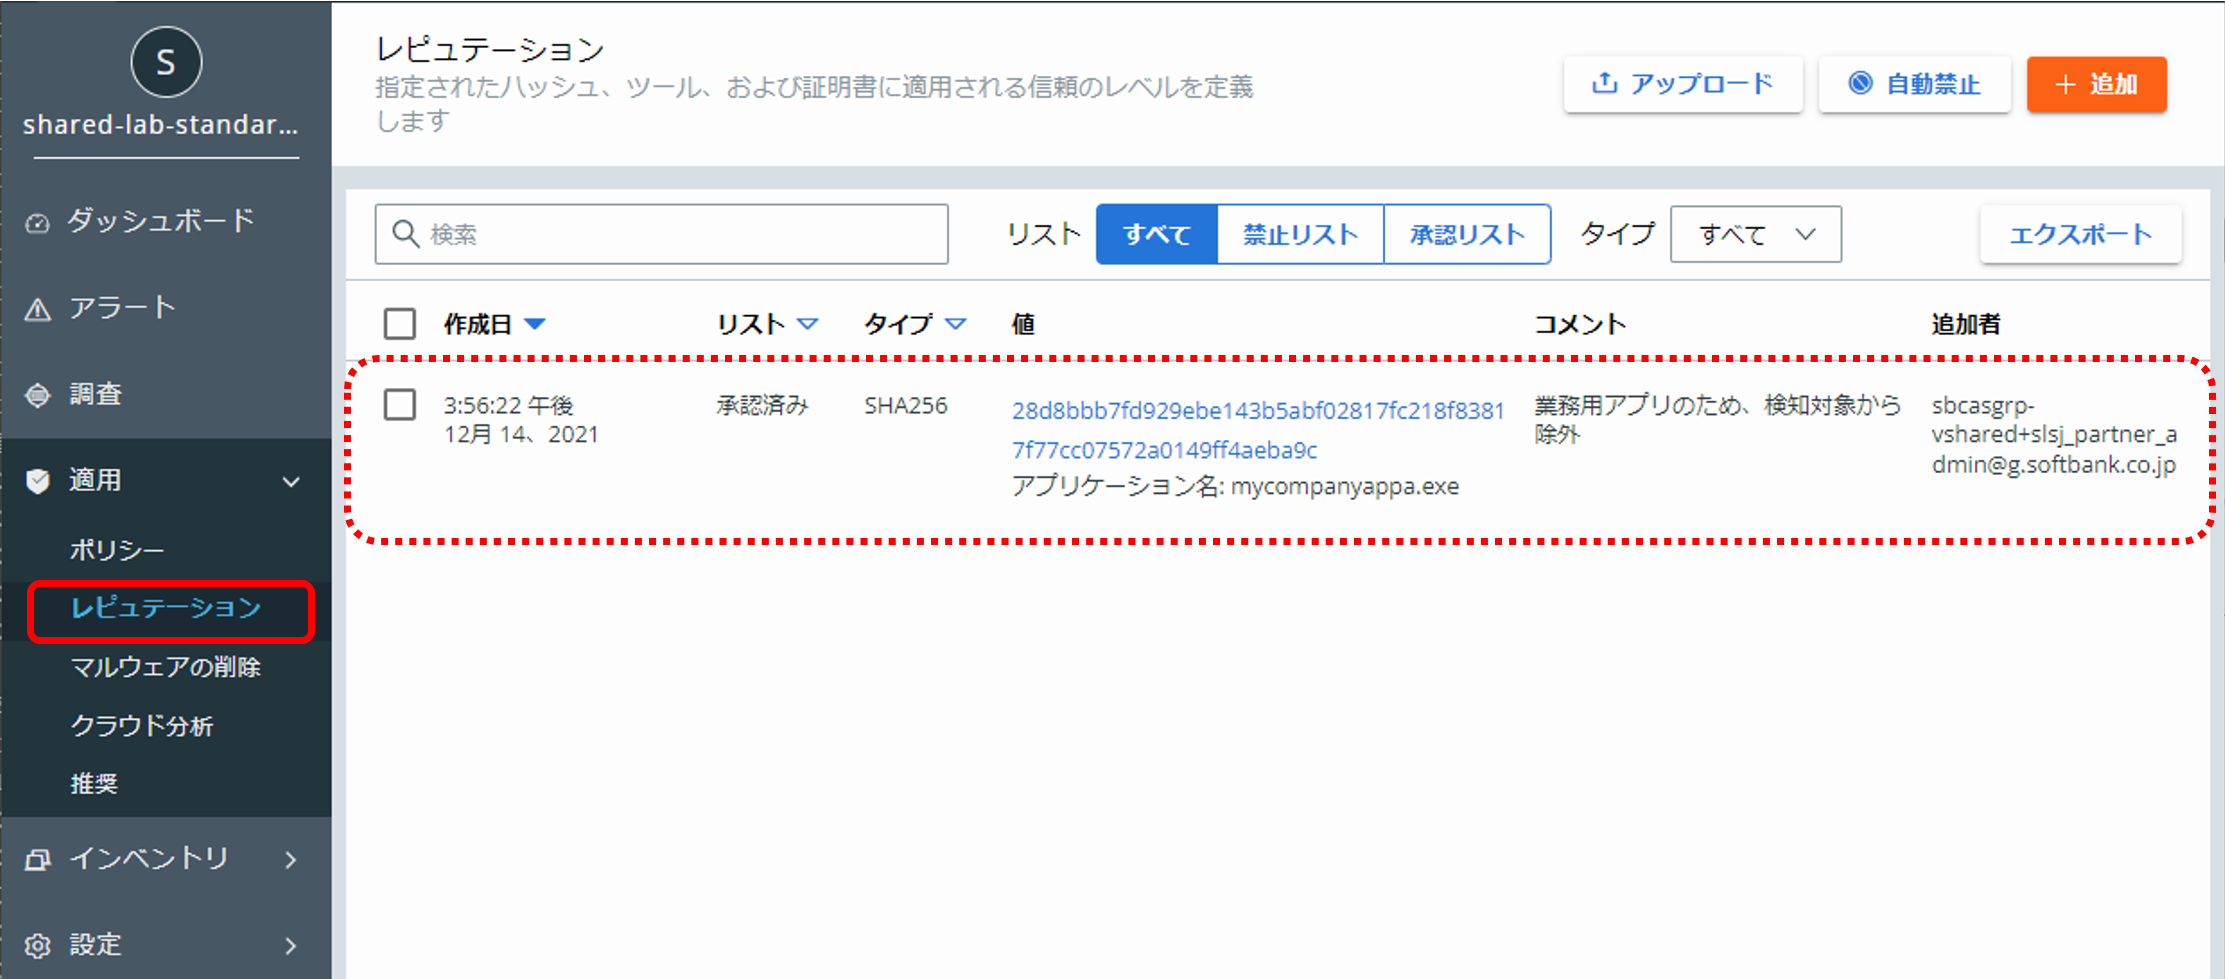 S
shared-lab-standar...
ダッシュボード
アラート
調査
適用
ポリシー
レピュテーション
マルウェアの削除
クラウド分析
推奨
インベントリ
設定
レピュテーション
指定されたハッシュ、ツール、および証明書に適用される信頼のレベルを定義
します
アップロード
自動禁止
+ 追加
検索
リスト すべて 禁止リスト 承認リスト タイプ すべて
エクスポート
作成日 リスト タイプ 値 コメント 追加者
3:56:22 午後
12月 14、2021
承認済み
SHA256
28d8bbb7fd929ebe143b5abf02817fc218f8381
7f77cc07572a0149ff4aeba9c
アプリケーション名: mycompanyappa.exe
業務用アプリのため、検知対象から
除外
sbcasgrp-
vshared+slsj_partner_a
dmin@g.softbank.co.jp